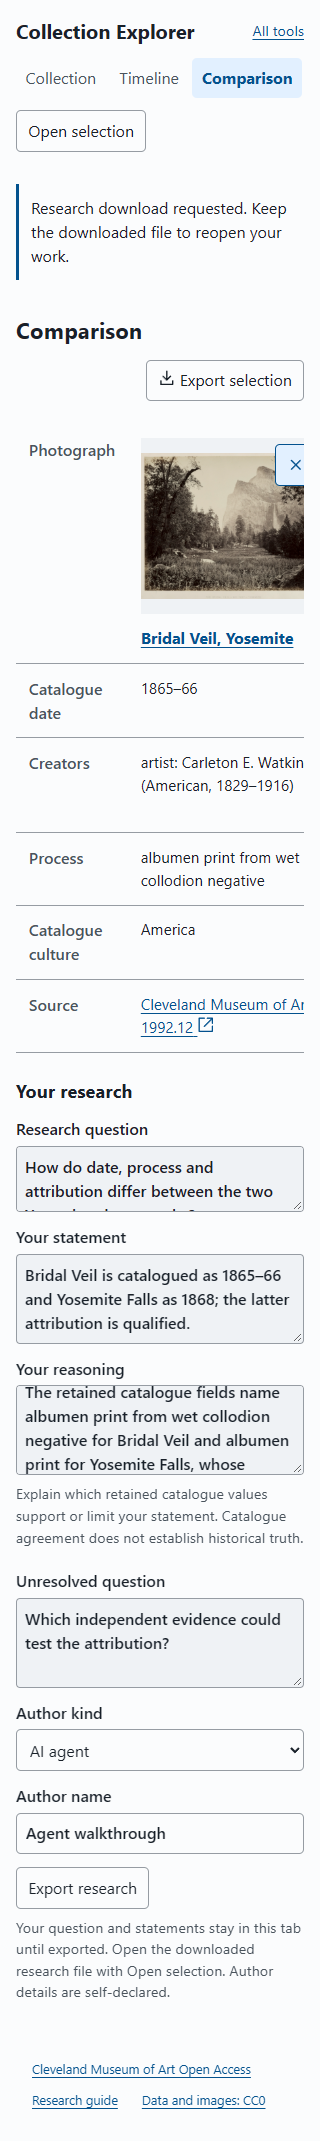 Collection Explorer
All tools
Collection Timeline Comparison
Open selection
Research download requested. Keep
the downloaded file to reopen your
work.
Comparison
Export selection
Photograph
Bridal Veil, Yosemite
Catalogue
date
1865–66
Creators
artist: Carleton E. Watkin
(American, 1829–1916)
Process
albumen print from wet
collodion negative
Catalogue
culture
America
Source
Cleveland Museum of Ar
1992.12
Your research
Research question
How do date, process and
attribution differ between the two
Your statement
Bridal Veil is catalogued as 1865–66
and Yosemite Falls as 1868; the latter
attribution is qualified.
Your reasoning
The retained catalogue fields name
albumen print from wet collodion
negative for Bridal Veil and albumen
print for Yosemite Falls, whose
Explain which retained catalogue values
support or limit your statement. Catalogue
agreement does not establish historical truth.
Unresolved question
Which independent evidence could
test the attribution?
Author kind
AI agent
Author name
Agent walkthrough
Export research
Your question and statements stay in this tab
until exported. Open the downloaded
research file with Open selection. Author
details are self-declared.
Cleveland Museum of Art Open Access
Research guide
Data and images: CC0